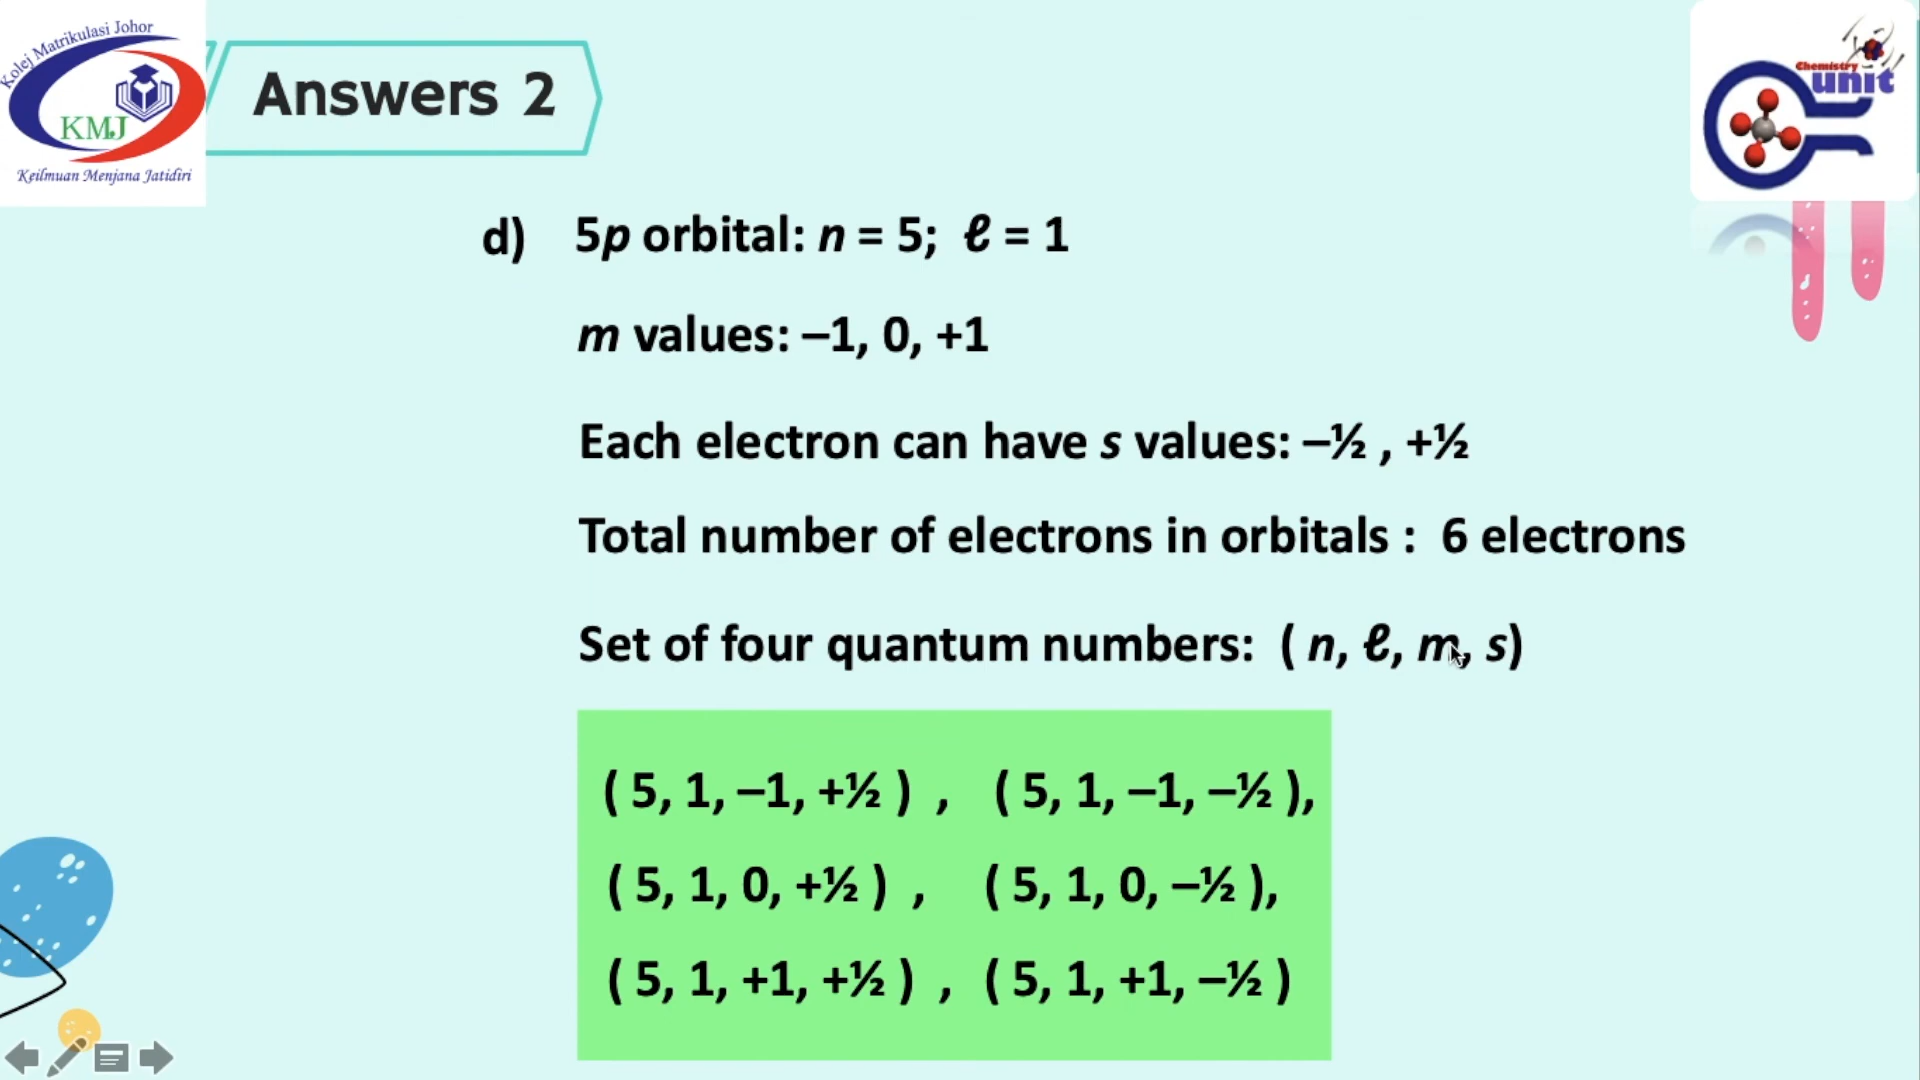 Kolej Matrikulasi Johor
KMJ
Keilmuan Menjana Jatidiri
Answers 2
Chemistry
unit
d) 5p orbital: n = 5; ℓ = 1
m values: –1, 0, +1
Each electron can have s values: –½ , +½
Total number of electrons in orbitals : 6 electrons
Set of four quantum numbers: ( n, ℓ, m, s)
( 5, 1, –1, +½ ) , ( 5, 1, –1, –½ ),
( 5, 1, 0, +½ ) , ( 5, 1, 0, –½ ),
( 5, 1, +1, +½ ) , ( 5, 1, +1, –½ )